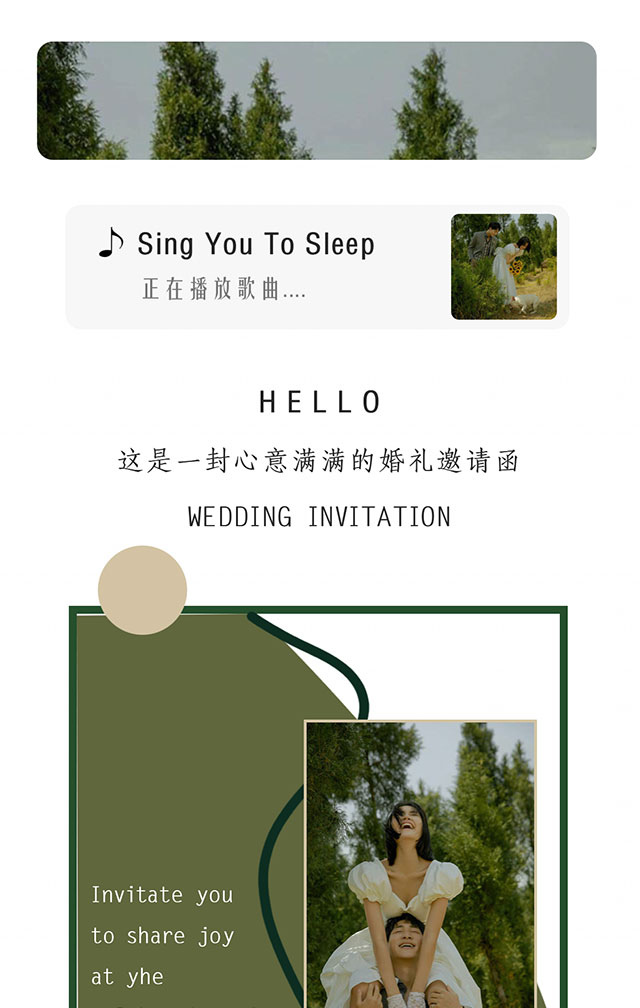 Sing You To Sleep
正在播放歌曲....
HELLO
这是一封心意满满的婚礼邀请函
WEDDING INVITATION
Invitate you
to share joy
at yhe